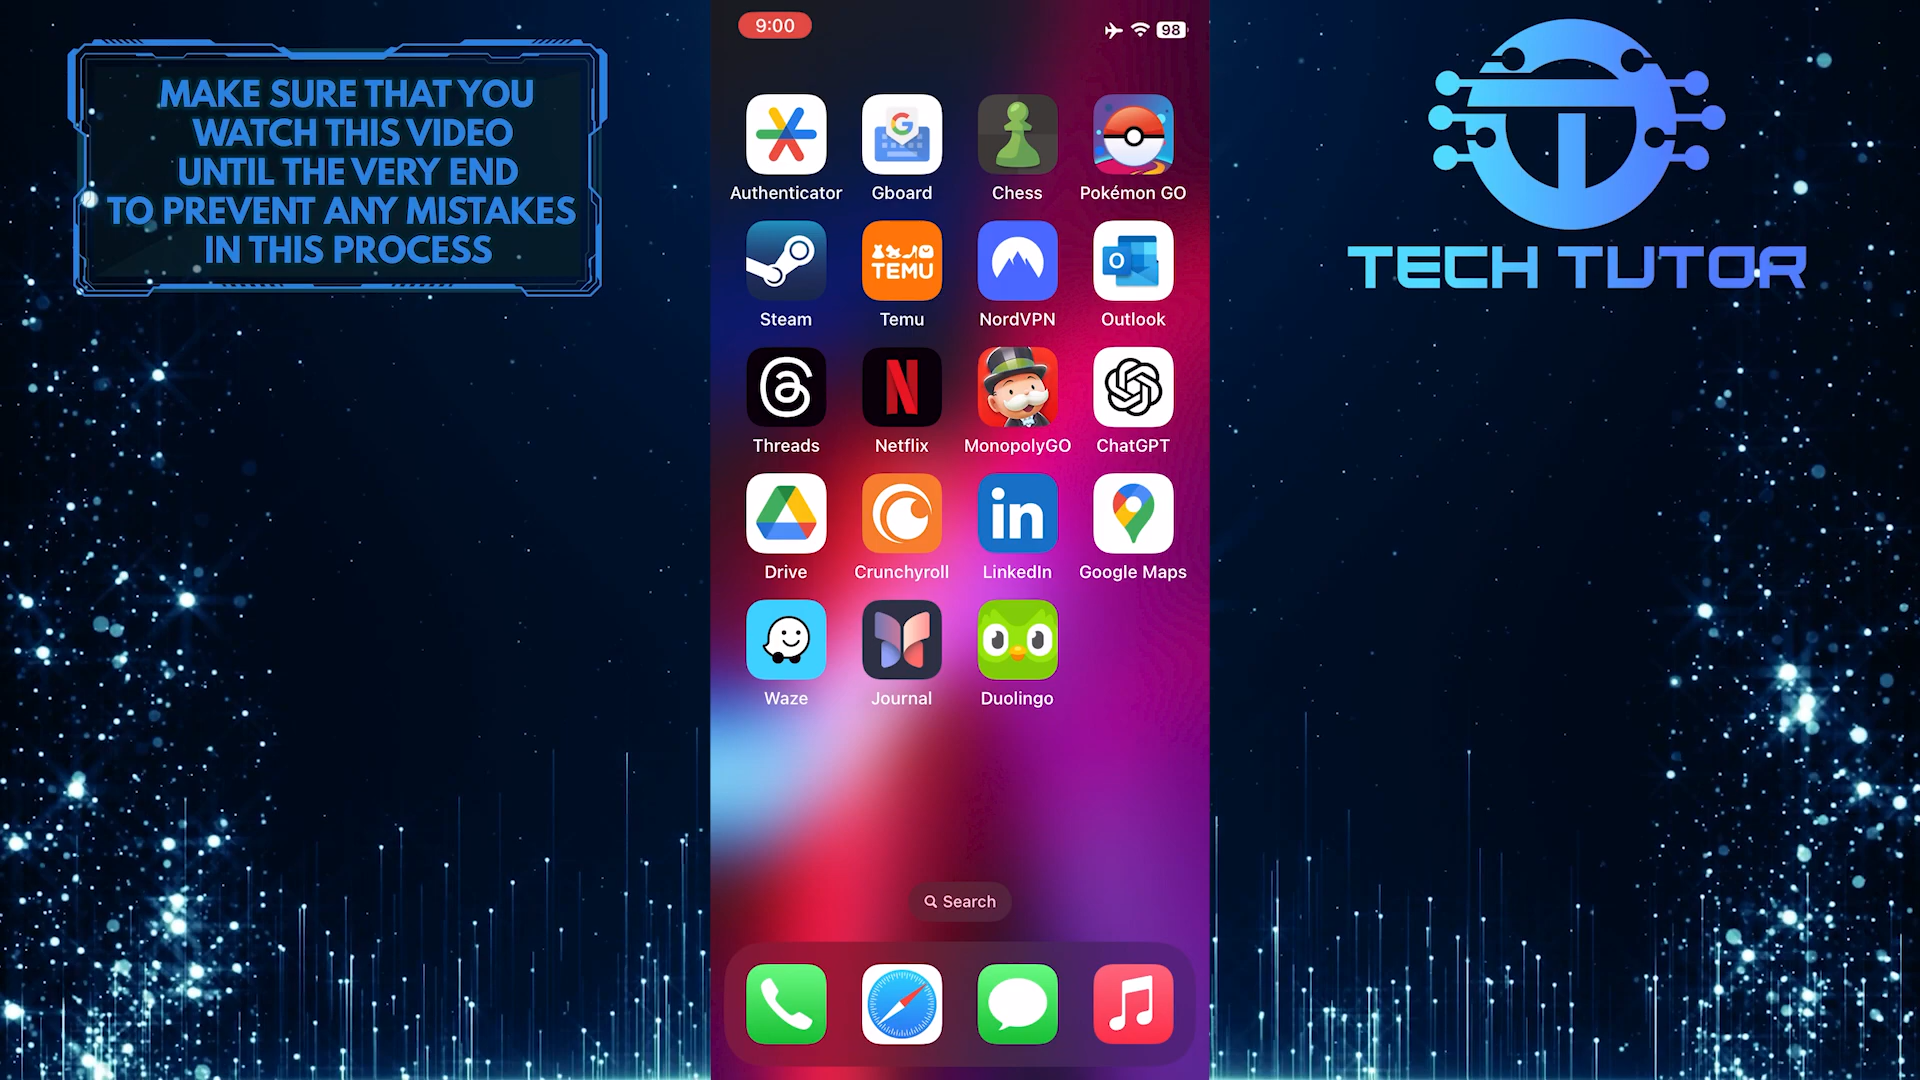 MAKE SURE THAT YOU
WATCH THIS VIDEO
UNTIL THE VERY END
TO PREVENT ANY MISTAKES
IN THIS PROCESS
9:00
98
Authenticator
Gboard
Chess
Pokémon GO
TEMU
Steam
Temu
NordVPN
Outlook
Threads
Netflix
MonopolyGO
ChatGPT
Drive
Crunchyroll
LinkedIn
Google Maps
Waze
Journal
Duolingo
Search
TECH TUTOR